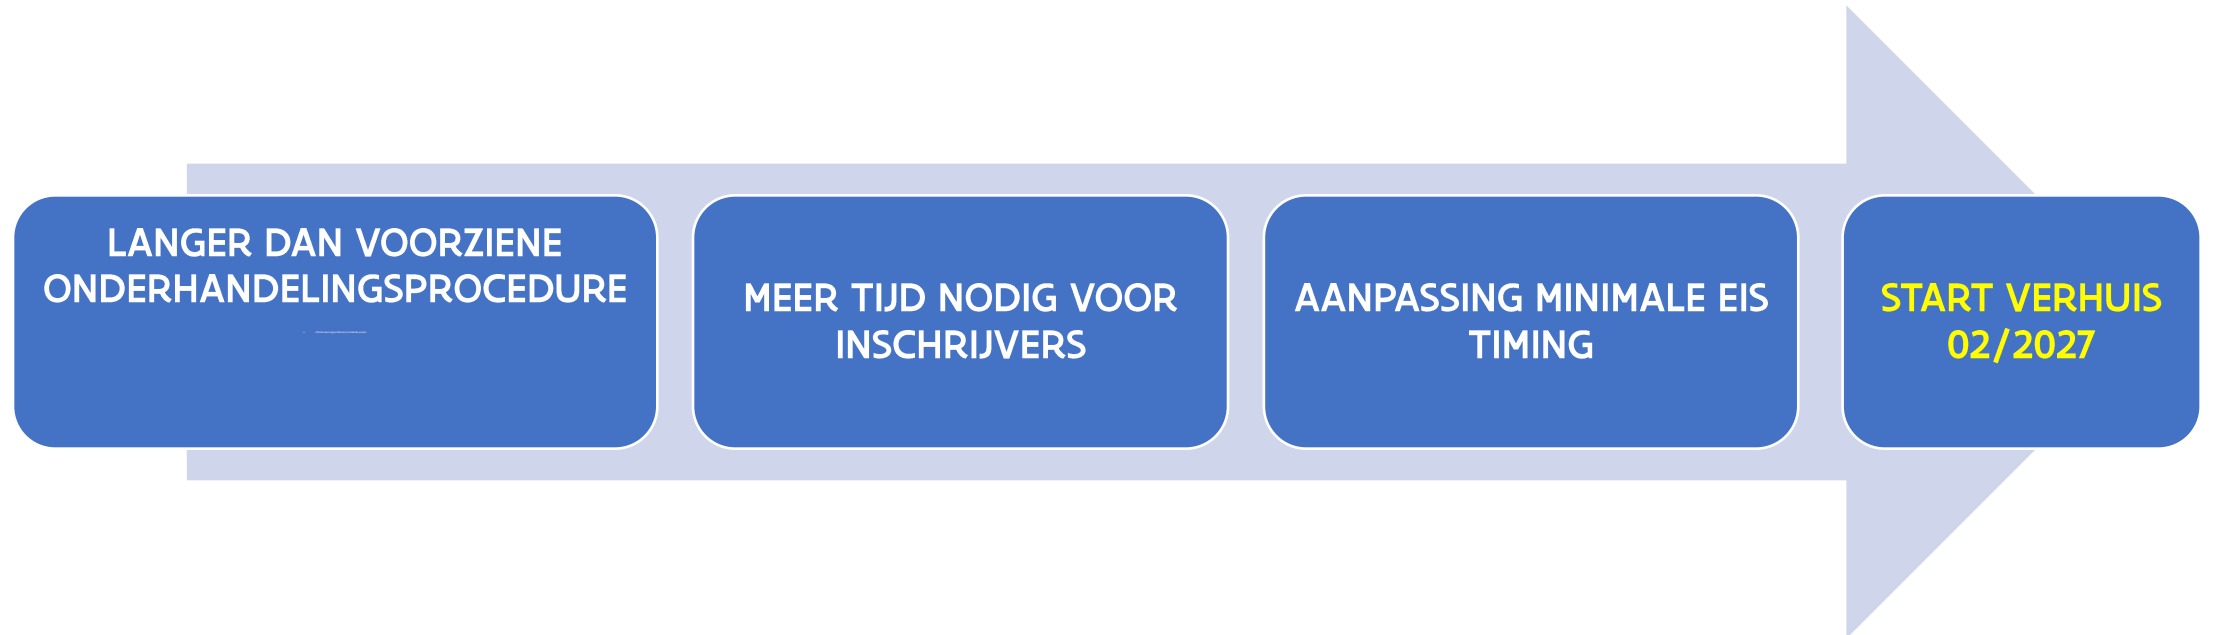 LANGER DAN VOORZIENE
ONDERHANDELINGSPROCEDURE
MEER TIJD NODIG VOOR
INSCHRIJVERS
AANPASSING MINIMALE EIS
TIMING
START VERHUIS
02/2027